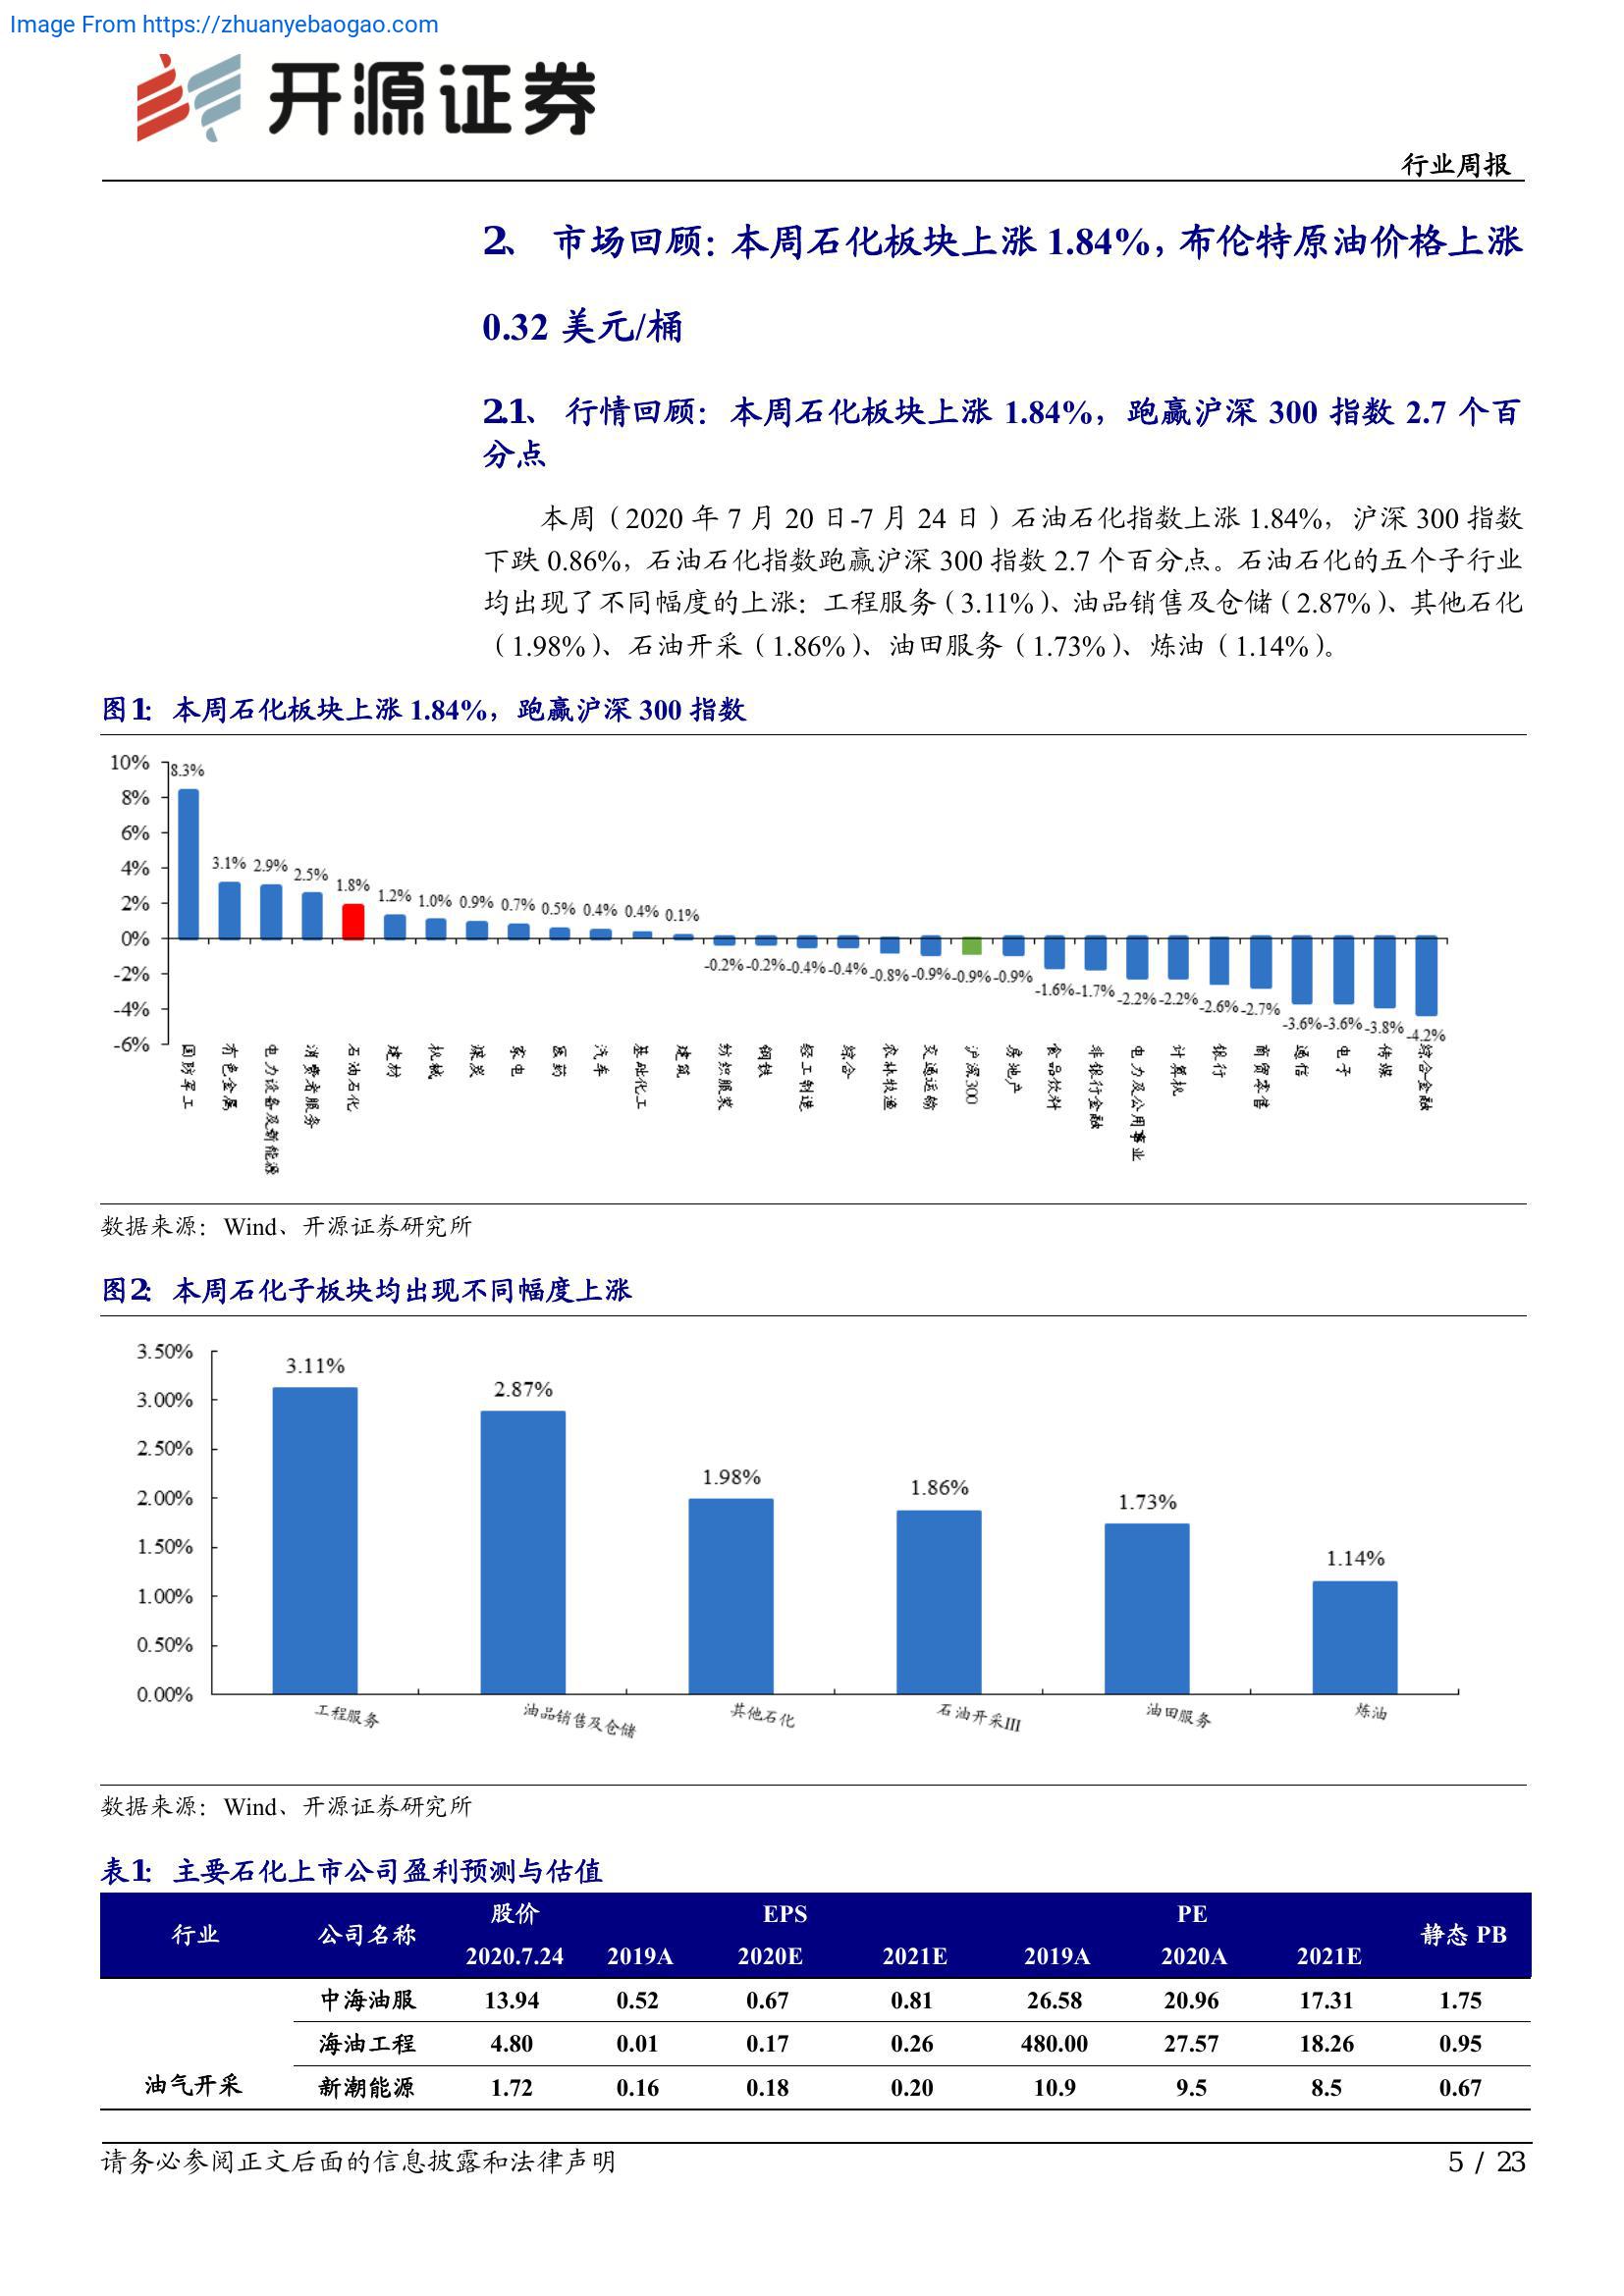 Image From https://zhuanyebaogao.com
开源证券
行业周报
2、 市场回顾：本周石化板块上涨 1.84%，布伦特原油价格上涨
0.32 美元/桶
2.1、 行情回顾：本周石化板块上涨 1.84%，跑赢沪深 300 指数 2.7 个百
分点
本周（2020 年 7 月 20 日-7 月 24 日）石油石化指数上涨 1.84%，沪深 300 指数
下跌 0.86%，石油石化指数跑赢沪深 300 指数 2.7 个百分点。石油石化的五个子行业
均出现了不同幅度的上涨：工程服务（3.11%）、油品销售及仓储（2.87%）、其他石化
（1.98%）、石油开采（1.86%）、油田服务（1.73%）、炼油（1.14%）。
图1：本周石化板块上涨 1.84%，跑赢沪深 300 指数
10%
8%
6%
4%
2%
0%
-2%
-4%
-6%
8.3% 3.1% 2.9% 2.5% 1.8% 1.2% 1.0% 0.9% 0.7% 0.5% 0.4% 0.4% 0.1%
-0.2% -0.2% -0.4% -0.4% -0.8% -0.9% -0.9% -0.9% -1.6% -1.7% -2.2% -2.2% -2.6% -2.7% -3.6% -3.6% -3.8% -4.2%
国防军工 有色金属 电力设备及新能源 消费者服务 石油石化 建材 机械 煤炭 家电 医药 汽车 基础化工 建筑 纺织服装 钢铁 轻工制造 综合 农林牧渔 交通运输 沪深300 房地产 食品饮料 非银行金融 电力及公用事业 计算机 银行 商贸零售 通信 电子 传媒 综合金融
数据来源：Wind、开源证券研究所
图2：本周石化子板块均出现不同幅度上涨
3.50%
3.00%
2.50%
2.00%
1.50%
1.00%
0.50%
0.00%
3.11% 2.87% 1.98% 1.86% 1.73% 1.14%
工程服务 油品销售及仓储 其他石化 石油开采III 油田服务 炼油
数据来源：Wind、开源证券研究所
表1：主要石化上市公司盈利预测与估值
行业 公司名称 股价 EPS PE 静态 PB
2020.7.24 2019A 2020E 2021E 2019A 2020A 2021E
中海油服 13.94 0.52 0.67 0.81 26.58 20.96 17.31 1.75
海油工程 4.80 0.01 0.17 0.26 480.00 27.57 18.26 0.95
油气开采 新潮能源 1.72 0.16 0.18 0.20 10.9 9.5 8.5 0.67
请务必参阅正文后面的信息披露和法律声明
5 / 23